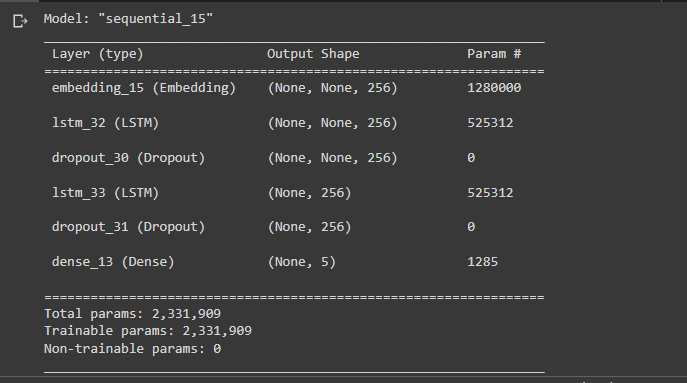 Model: "sequential_15"
Layer (type) Output Shape Param #
embedding_15 (Embedding) (None, None, 256) 1280000
lstm_32 (LSTM) (None, None, 256) 525312
dropout_30 (Dropout) (None, None, 256) 0
lstm_33 (LSTM) (None, 256) 525312
dropout_31 (Dropout) (None, 256) 0
dense_13 (Dense) (None, 5) 1285
Total params: 2,331,909
Trainable params: 2,331,909
Non-trainable params: 0